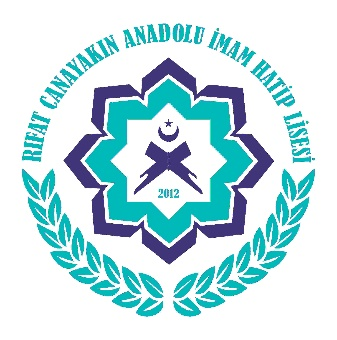 RIFAT CANAYAKIN ANADOLU İMAM HATİP LİSESİ
2012